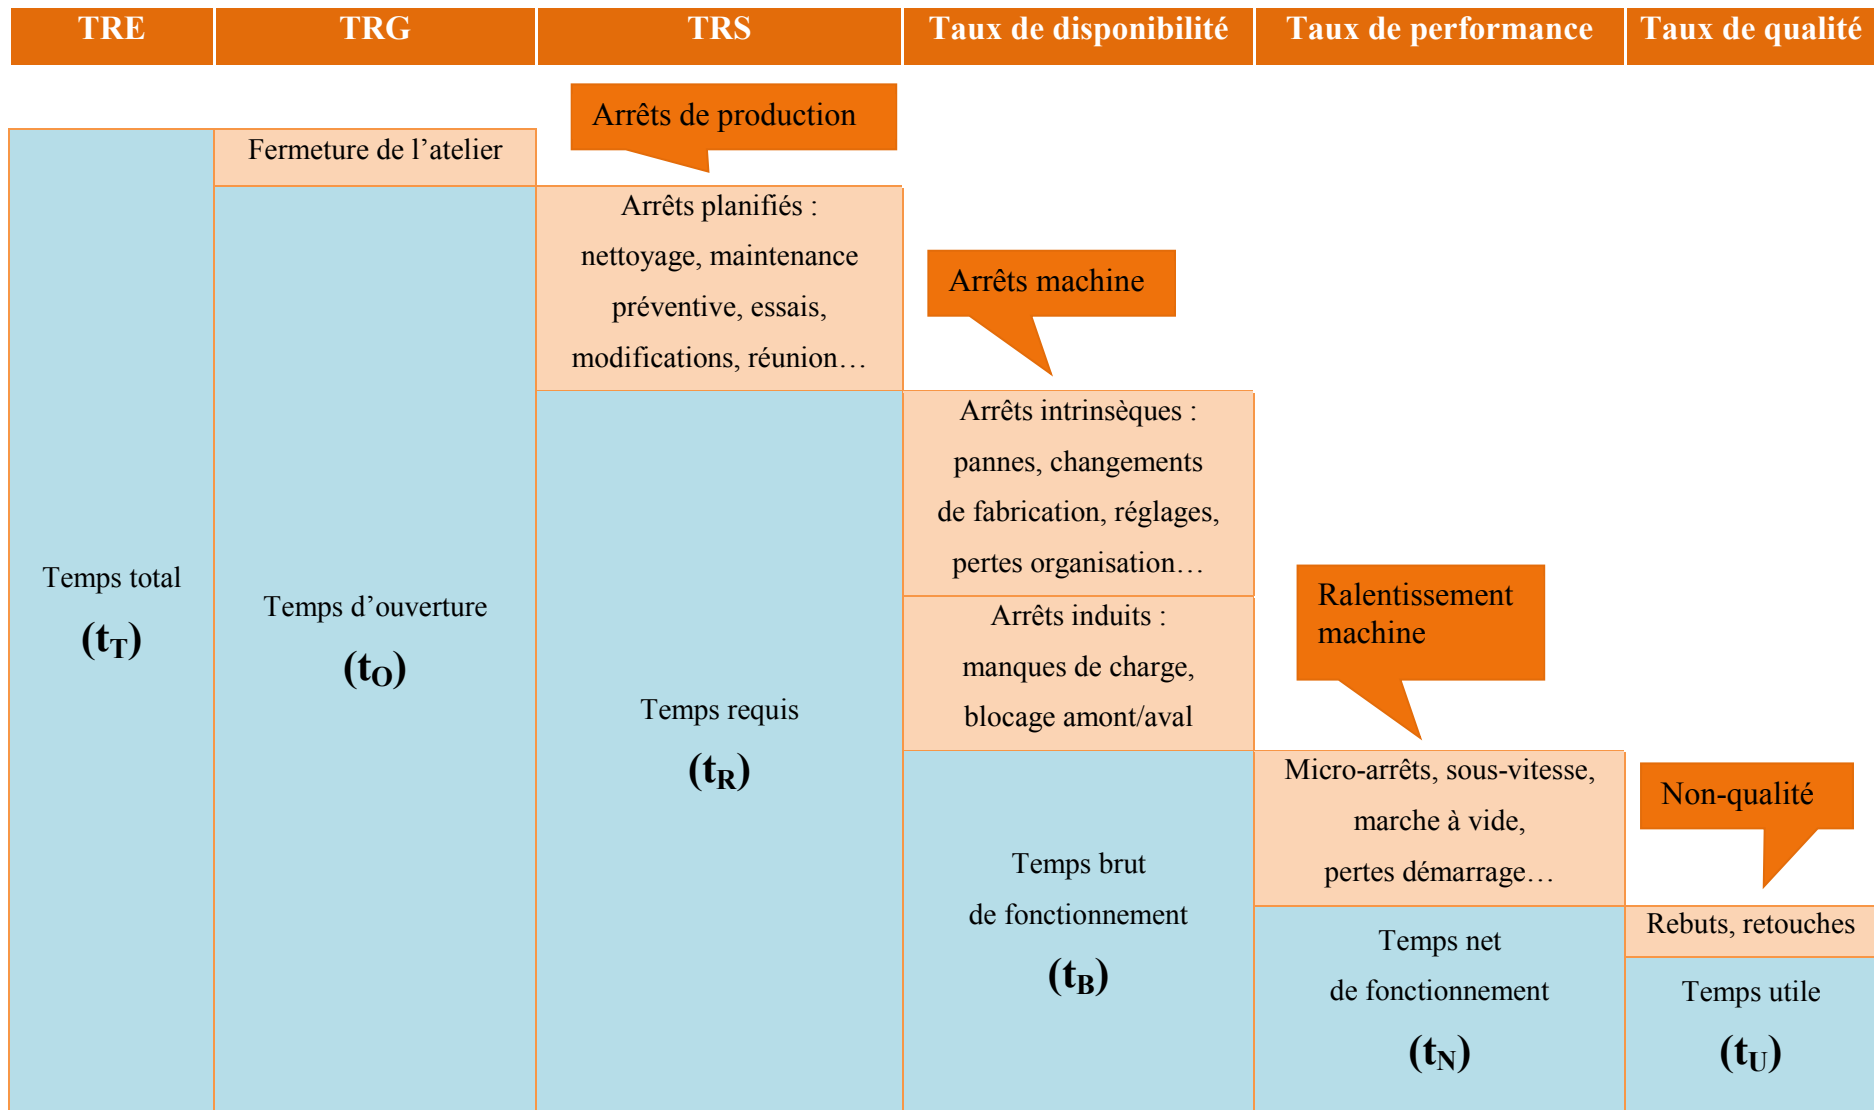 TRE
TRG
TRS
Taux de disponibilité
Taux de performance
Taux de qualité
Arrêts de production
Fermeture de l’atelier
Arrêts planifiés :
nettoyage, maintenance
préventive, essais,
modifications, réunion…
Arrêts machine
Arrêts intrinsèques :
pannes, changements
de fabrication, réglages,
pertes organisation…
Temps total
(tT)
Temps d’ouverture
(tO)
Temps requis
(tR)
Arrêts induits :
manques de charge,
blocage amont/aval
Ralentissement
machine
Micro-arrêts, sous-vitesse,
marche à vide,
pertes démarrage…
Non-qualité
Temps brut
de fonctionnement
(tB)
Rebuts, retouches
Temps net
de fonctionnement
(tN)
Temps utile
(tU)